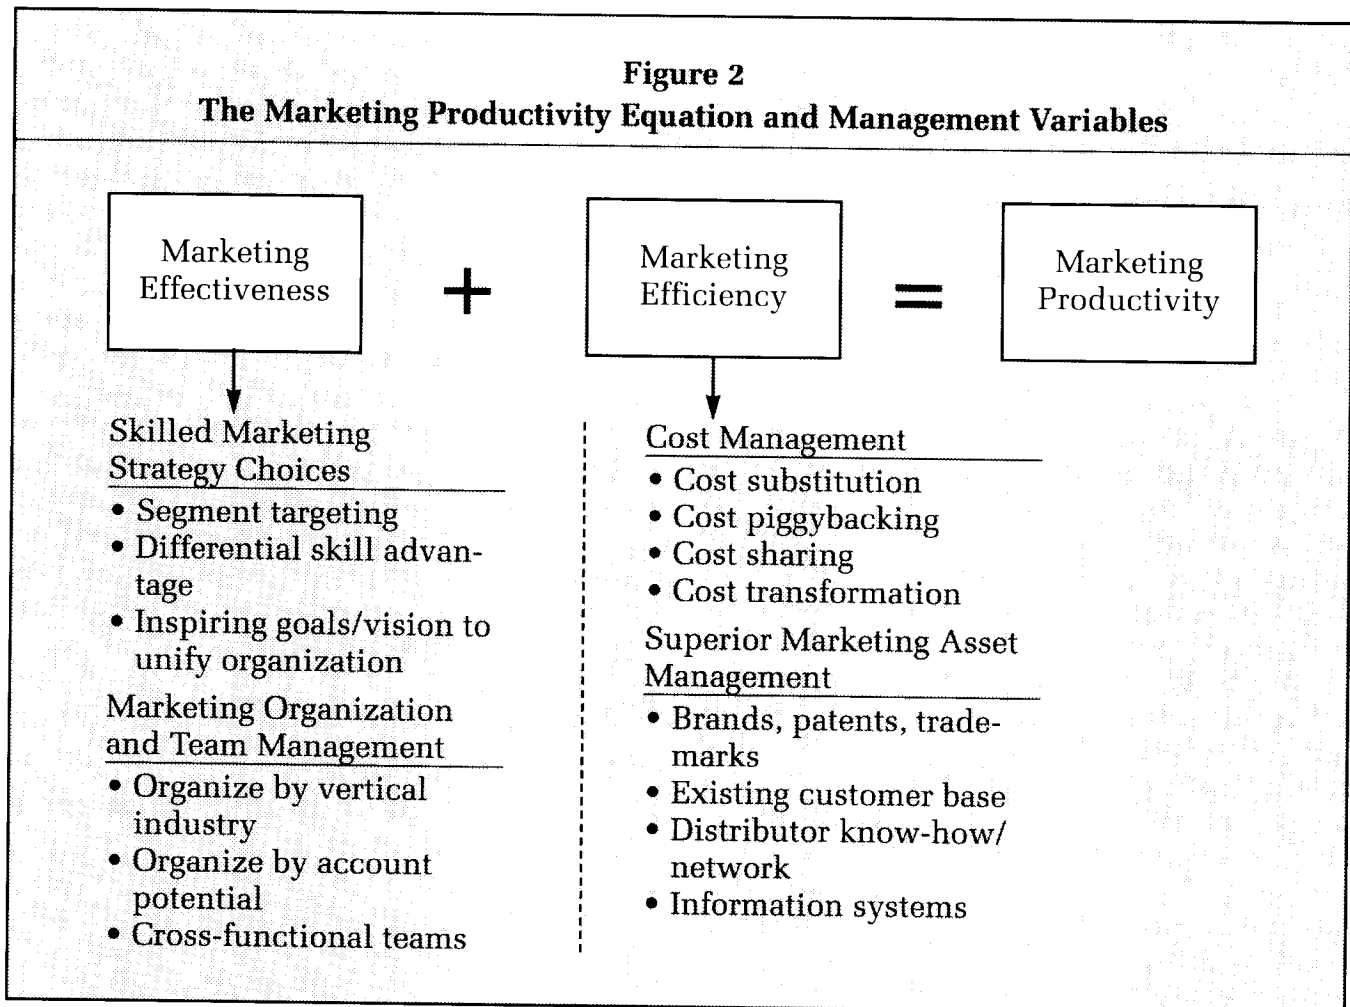 Figure 2
The Marketing Productivity Equation and Management Variables
Marketing
Effectiveness
+
Marketing
Efficiency
=
Marketing
Productivity
Skilled Marketing
Strategy Choices
• Segment targeting
• Differential skill advan-
tage
• Inspiring goals/vision to
unify organization
Marketing Organization
and Team Management
• Organize by vertical
industry
• Organize by account
potential
• Cross-functional teams
Cost Management
• Cost substitution
• Cost piggybacking
• Cost sharing
• Cost transformation
Superior Marketing Asset
Management
• Brands, patents, trade-
marks
• Existing customer base
• Distributor know-how/
network
• Information systems